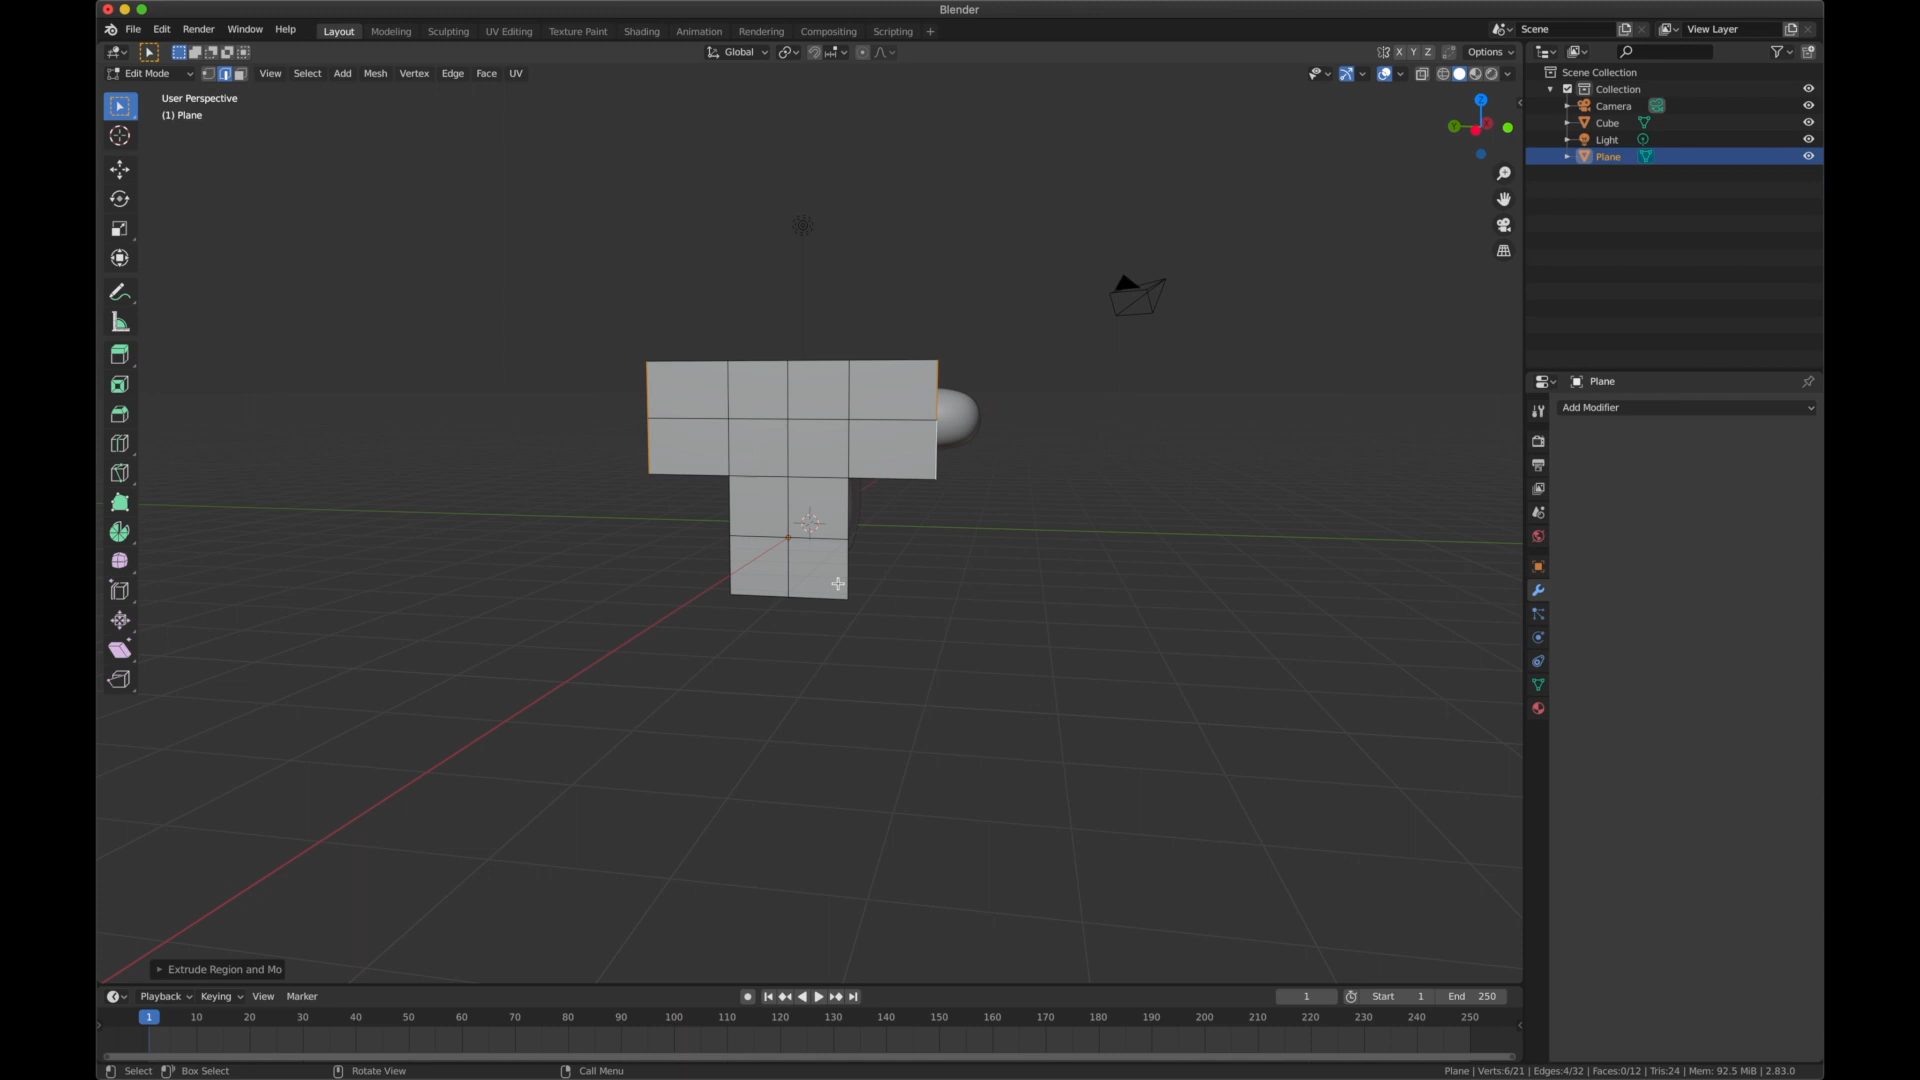 Blender
File Edit Render Window Help
Layout Modeling Sculpting UV Editing Texture Paint Shading Animation Rendering Compositing Scripting +
Scene
View Layer
Global
X Y Z
Options
Edit Mode
View Select Add Mesh Vertex Edge Face UV
User Perspective
(1) Plane
Z
Y
X
Scene Collection
Collection
Camera
Cube
Light
Plane
Plane
Add Modifier
Extrude Region and Mo
Playback Keying View Marker
1
Start 1
End 250
1 10 20 30 40 50 60 70 80 90 100 110 120 130 140 150 160 170 180 190 200 210 220 230 240 250
Select Box Select Rotate View Call Menu
Plane | Verts:6/21 | Edges:4/32 | Faces:0/12 | Tris:24 | Mem: 92.5 MiB | 2.83.0